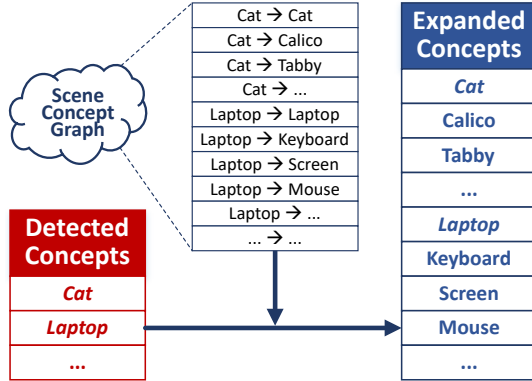 Scene
Concept
Graph
Cat → Cat
Cat → Calico
Cat → Tabby
Cat → ...
Laptop → Laptop
Laptop → Keyboard
Laptop → Screen
Laptop → Mouse
Laptop → ...
... → ...
Detected
Concepts
Cat
Laptop
...
Expanded
Concepts
Cat
Calico
Tabby
...
Laptop
Keyboard
Screen
Mouse
...